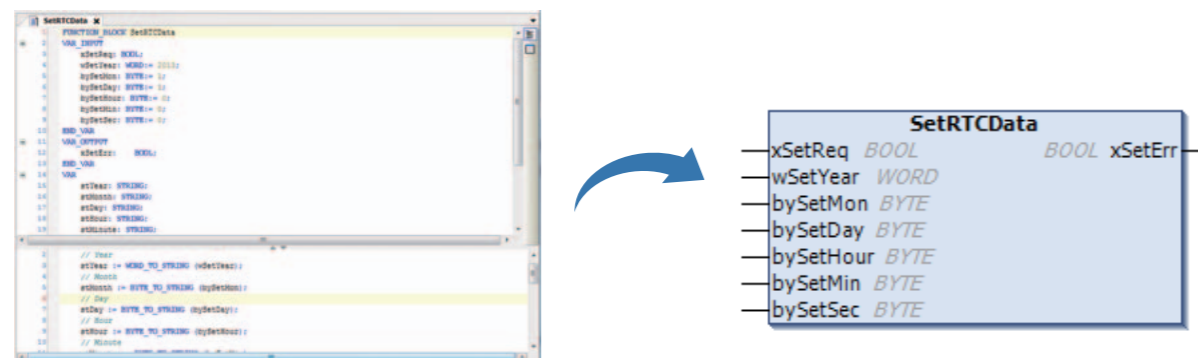 SetRTCData
FUNCTION_BLOCK SetRTCData
VAR_INPUT
xSetReq: BOOL;
wSetYear: WORD:= 2010;
bySetMon: BYTE:= 1;
bySetDay: BYTE:= 1;
bySetHour: BYTE:= 0;
bySetMin: BYTE:= 0;
bySetSec: BYTE:= 0;
END_VAR
VAR_OUTPUT
xSetErr: BOOL;
END_VAR
VAR
stYear: STRING;
stMonth: STRING;
stDay: STRING;
stHour: STRING;
stMinute: STRING;
// Year
stYear := WORD_TO_STRING (wSetYear);
// Month
stMonth := BYTE_TO_STRING (bySetMon);
// Day
stDay := BYTE_TO_STRING (bySetDay);
// Hour
stHour := BYTE_TO_STRING (bySetHour);
// Minute
SetRTCData
xSetReq BOOL BOOL xSetErr
wSetYear WORD
bySetMon BYTE
bySetDay BYTE
bySetHour BYTE
bySetMin BYTE
bySetSec BYTE